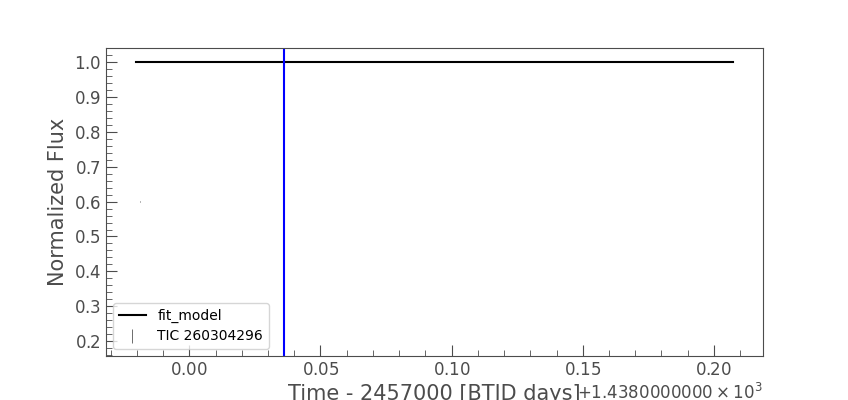 Normalized Flux
1.0
0.9
0.8
0.7
0.6
0.5
0.4
0.3
0.2
fit_model
TIC 260304296
0.00 0.05 0.10 0.15 0.20
Time - 2457000 [BTJD days]
+1.4380000000 × 10³